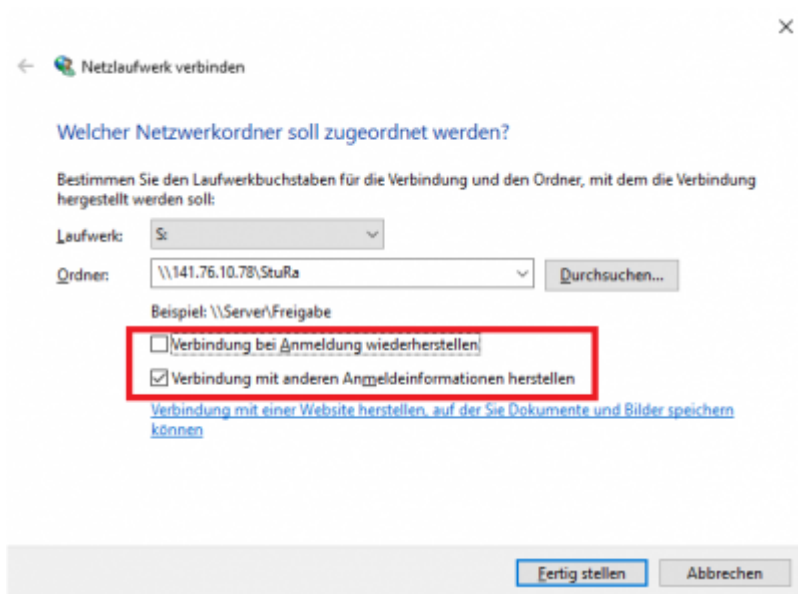 Netzlaufwerk verbinden
Welcher Netzwerkordner soll zugeordnet werden?
Bestimmen Sie den Laufwerkbuchstaben für die Verbindung und den Ordner, mit dem die Verbindung
hergestellt werden soll:
Laufwerk: S:
Ordner: \\141.76.10.78\StuRa Durchsuchen...
Beispiel: \\Server\Freigabe
Verbindung bei Anmeldung wiederherstellen
Verbindung mit anderen Anmeldeinformationen herstellen
Verbindung mit einer Website herstellen, auf der Sie Dokumente und Bilder speichern
können
Fertig stellen Abbrechen